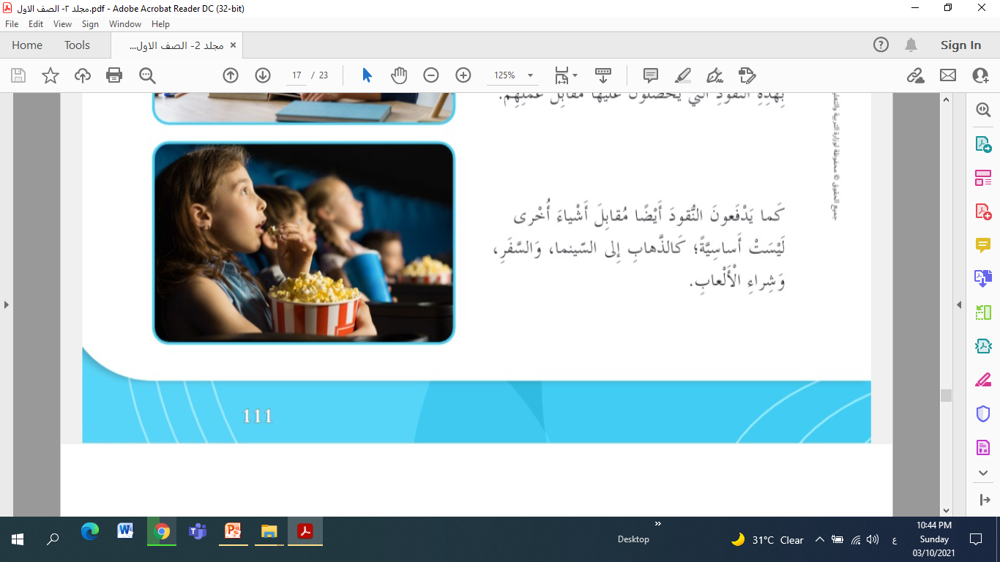 مجلد ٢- الصف الاول.pdf - Adobe Acrobat Reader DC (32-bit)
File Edit View Sign Window Help
Home Tools مجلد 2- الصف الاول... × Sign In
17 / 23 125%
بِهَذِهِ النُّقودِ الَّتي يَحْصُلونَ عَلَيْها مُقابِلَ عَمَلِهِمْ.
جميع الحقوق © محفوظة لوزارة التربية والتعليم
كَما يَدْفَعونَ النُّقودَ أَيْضًا مُقابِلَ أَشْياءَ أُخْرى
لَيْسَتْ أَساسِيَّةً؛ كَالذَّهابِ إِلى السّينما، وَالسَّفَرِ،
وَشِراءِ الْأَلْعابِ.
111
Desktop
31°C Clear
ع
10:44 PM
Sunday
03/10/2021